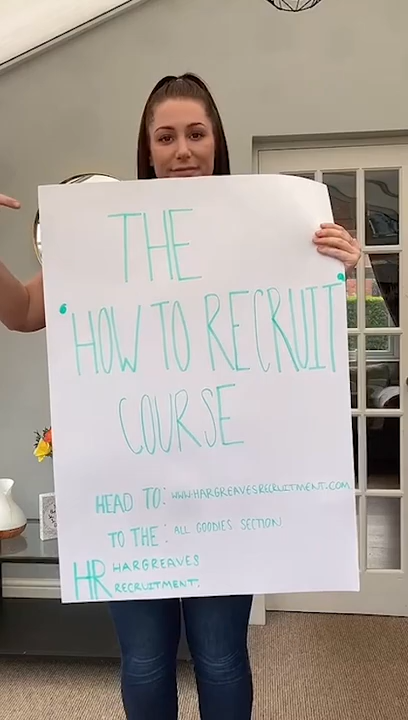 THE
'HOW TO RECRUIT'
COURSE
HEAD TO: WWW.HARGREAVESRECRUITMENT.COM
TO THE: ALL GOODIES SECTION
HR HARGREAVES
RECRUITMENT.